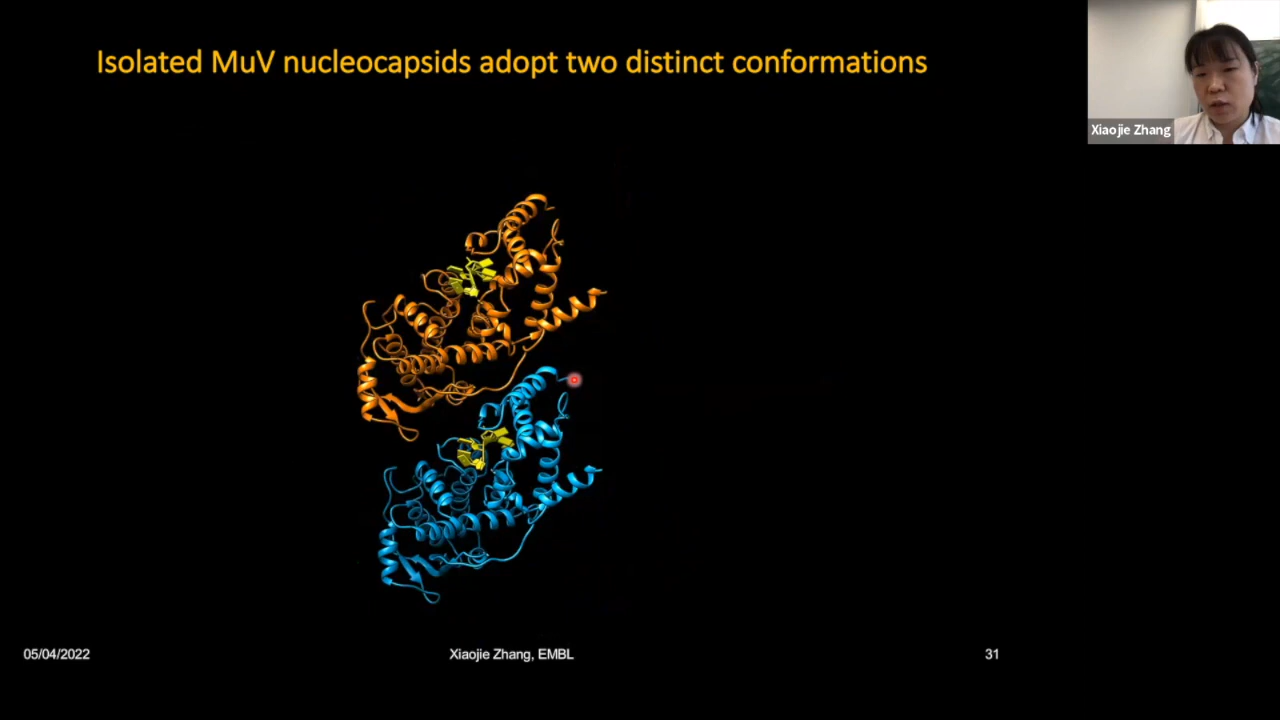 Isolated MuV nucleocapsids adopt two distinct conformations
Xiaojie Zhang
05/04/2022
Xiaojie Zhang, EMBL
31